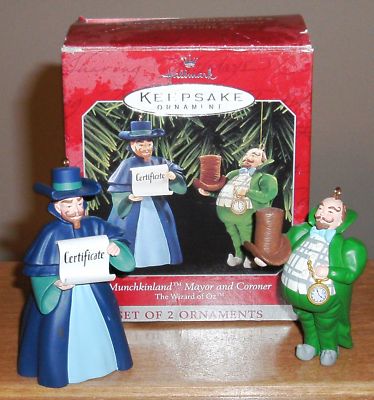 Hallmark
KEEPSAKE
ORNAMENT
Certificate
Munchkinland™ Mayor and Coroner
The Wizard of Oz™
SET OF 2 ORNAMENTS
Certificate